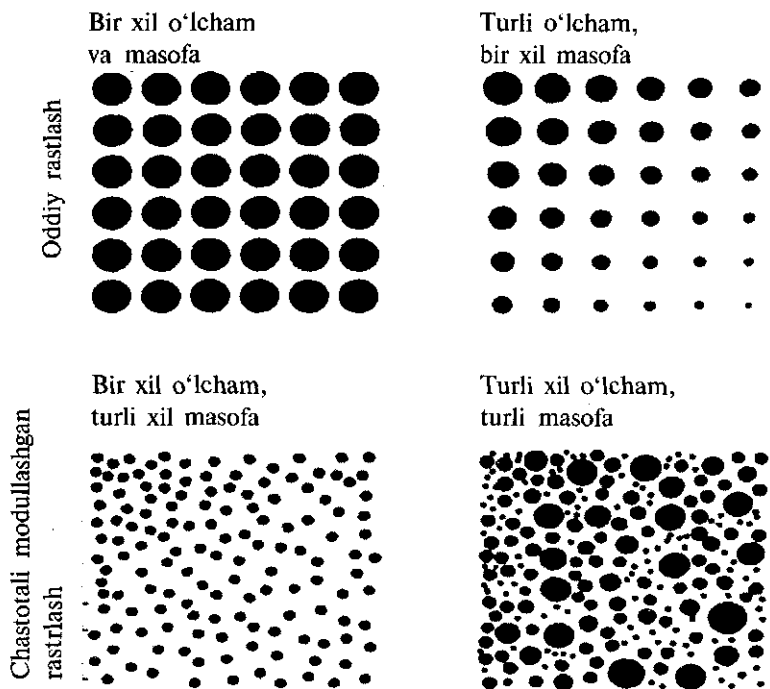 Bir xil o‘lcham
va masofa
Turli o‘lcham,
bir xil masofa
Oddiy rastlash
Bir xil o‘lcham,
turli xil masofa
Turli xil o‘lcham,
turli masofa
Chastotali modullashgan
rastrlash